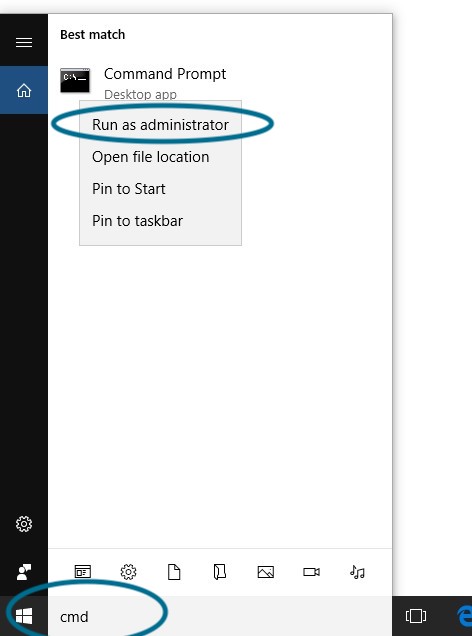 Best match
C:\
Command Prompt
Desktop app
Run as administrator
Open file location
Pin to Start
Pin to taskbar
cmd